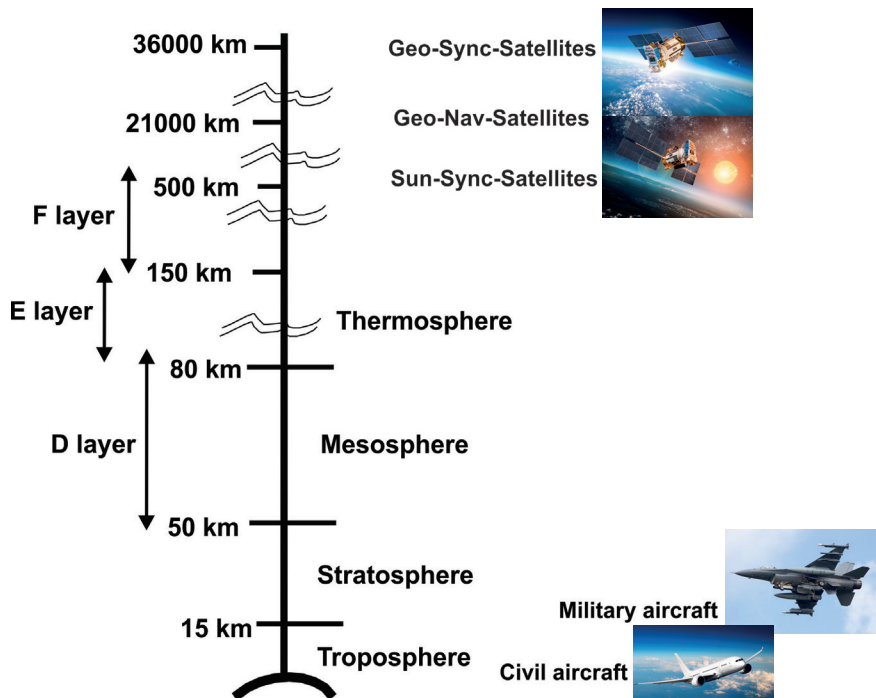 36000 km
Geo-Sync-Satellites
21000 km
Geo-Nav-Satellites
500 km
Sun-Sync-Satellites
F layer
150 km
E layer
Thermosphere
80 km
D layer
Mesosphere
50 km
Stratosphere
Military aircraft
15 km
Troposphere
Civil aircraft